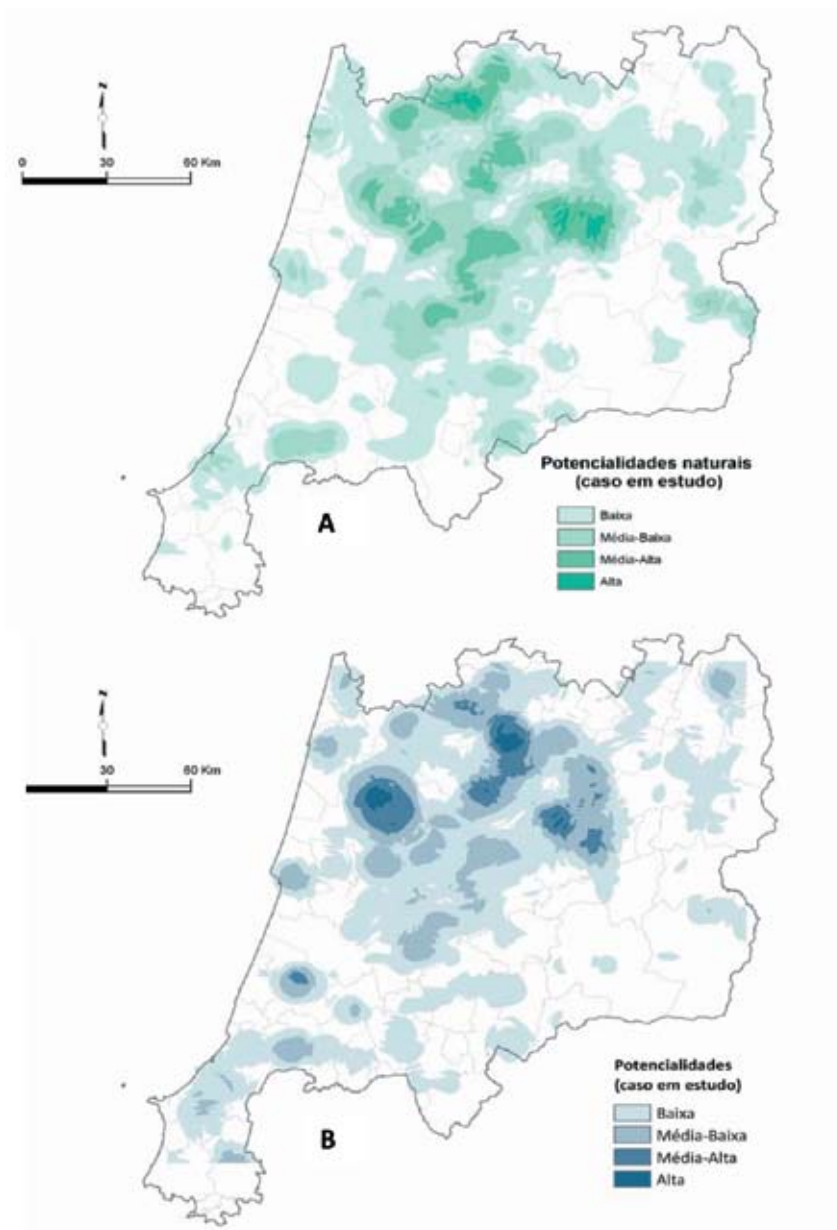 N
0 30 60 Km
A
Potencialidades naturais
(caso em estudo)
Baixa
Média-Baixa
Média-Alta
Alta
N
30 60 Km
B
Potencialidades
(caso em estudo)
Baixa
Média-Baixa
Média-Alta
Alta